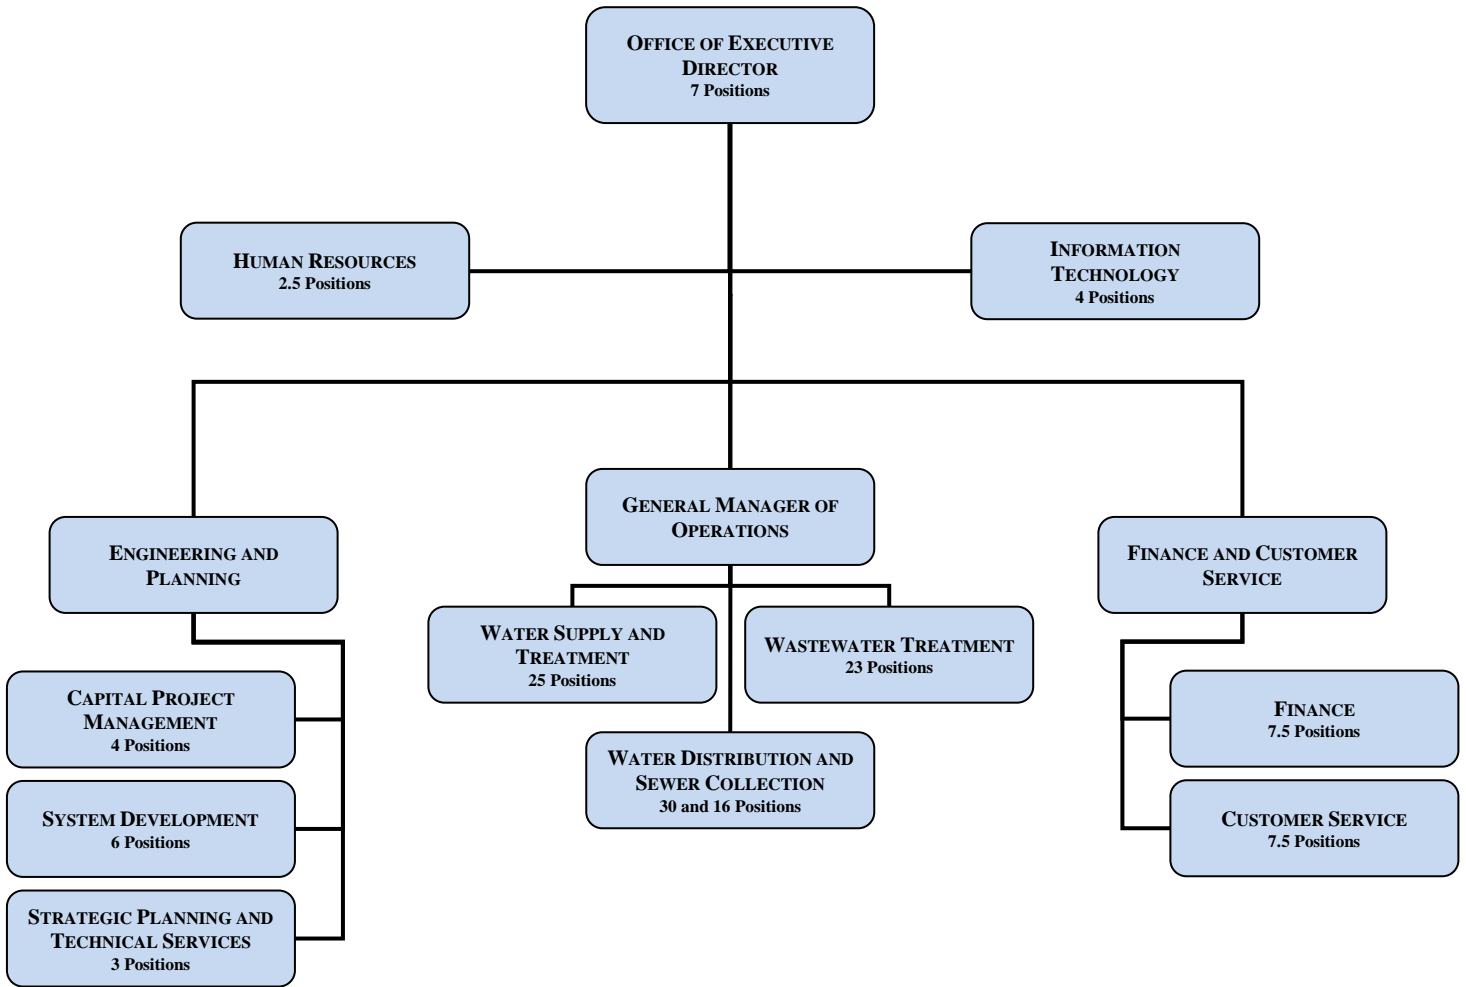 OFFICE OF EXECUTIVE
DIRECTOR
7 Positions
HUMAN RESOURCES
2.5 Positions
INFORMATION
TECHNOLOGY
4 Positions
ENGINEERING AND
PLANNING
GENERAL MANAGER OF
OPERATIONS
FINANCE AND CUSTOMER
SERVICE
WATER SUPPLY AND
TREATMENT
25 Positions
WASTEWATER TREATMENT
23 Positions
WATER DISTRIBUTION AND
SEWER COLLECTION
30 and 16 Positions
CAPITAL PROJECT
MANAGEMENT
4 Positions
SYSTEM DEVELOPMENT
6 Positions
STRATEGIC PLANNING AND
TECHNICAL SERVICES
3 Positions
FINANCE
7.5 Positions
CUSTOMER SERVICE
7.5 Positions